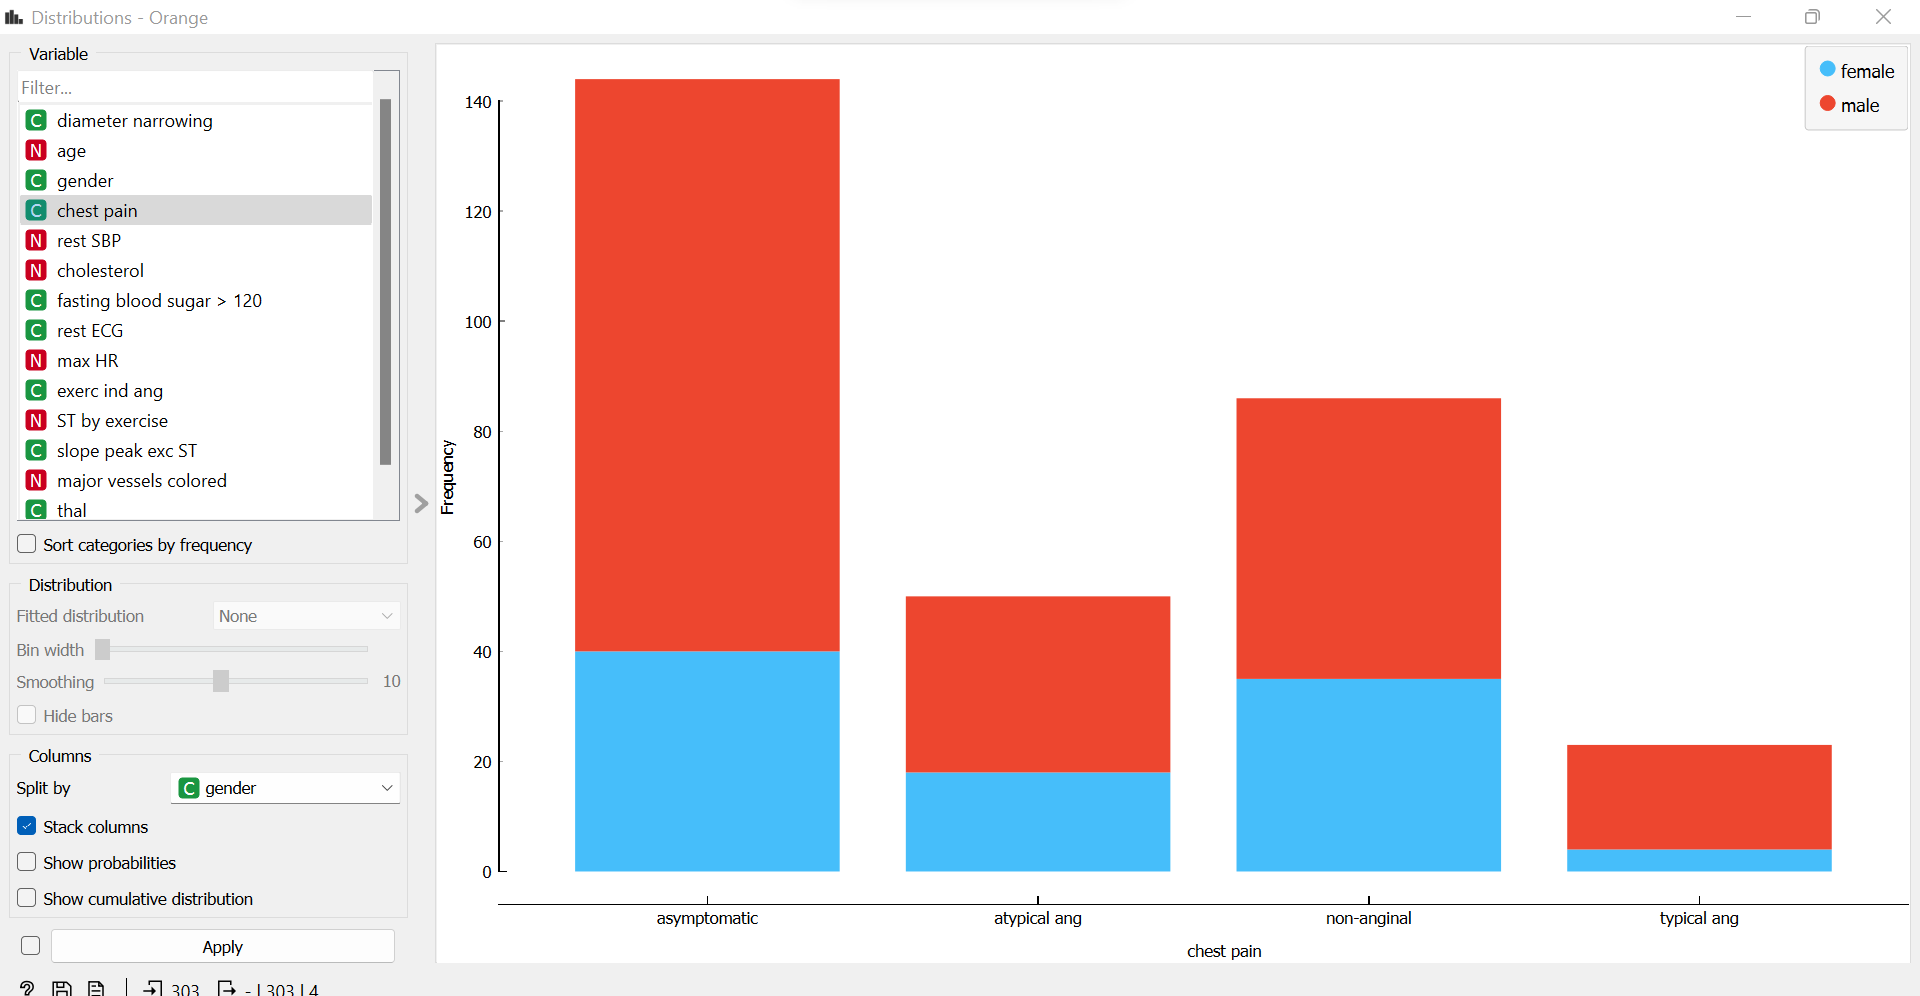 Distributions - Orange
Variable
Filter...
C diameter narrowing
N age
C gender
C chest pain
N rest SBP
N cholesterol
C fasting blood sugar > 120
C rest ECG
N max HR
C exerc ind ang
N ST by exercise
C slope peak exc ST
N major vessels colored
C thal
Sort categories by frequency
Distribution
Fitted distribution None
Bin width
Smoothing 10
Hide bars
Columns
Split by C gender
Stack columns
Show probabilities
Show cumulative distribution
Apply
? 303 - | 303 | 4
female
male
Frequency
140
120
100
80
60
40
20
0
asymptomatic atypical ang non-anginal typical ang
chest pain